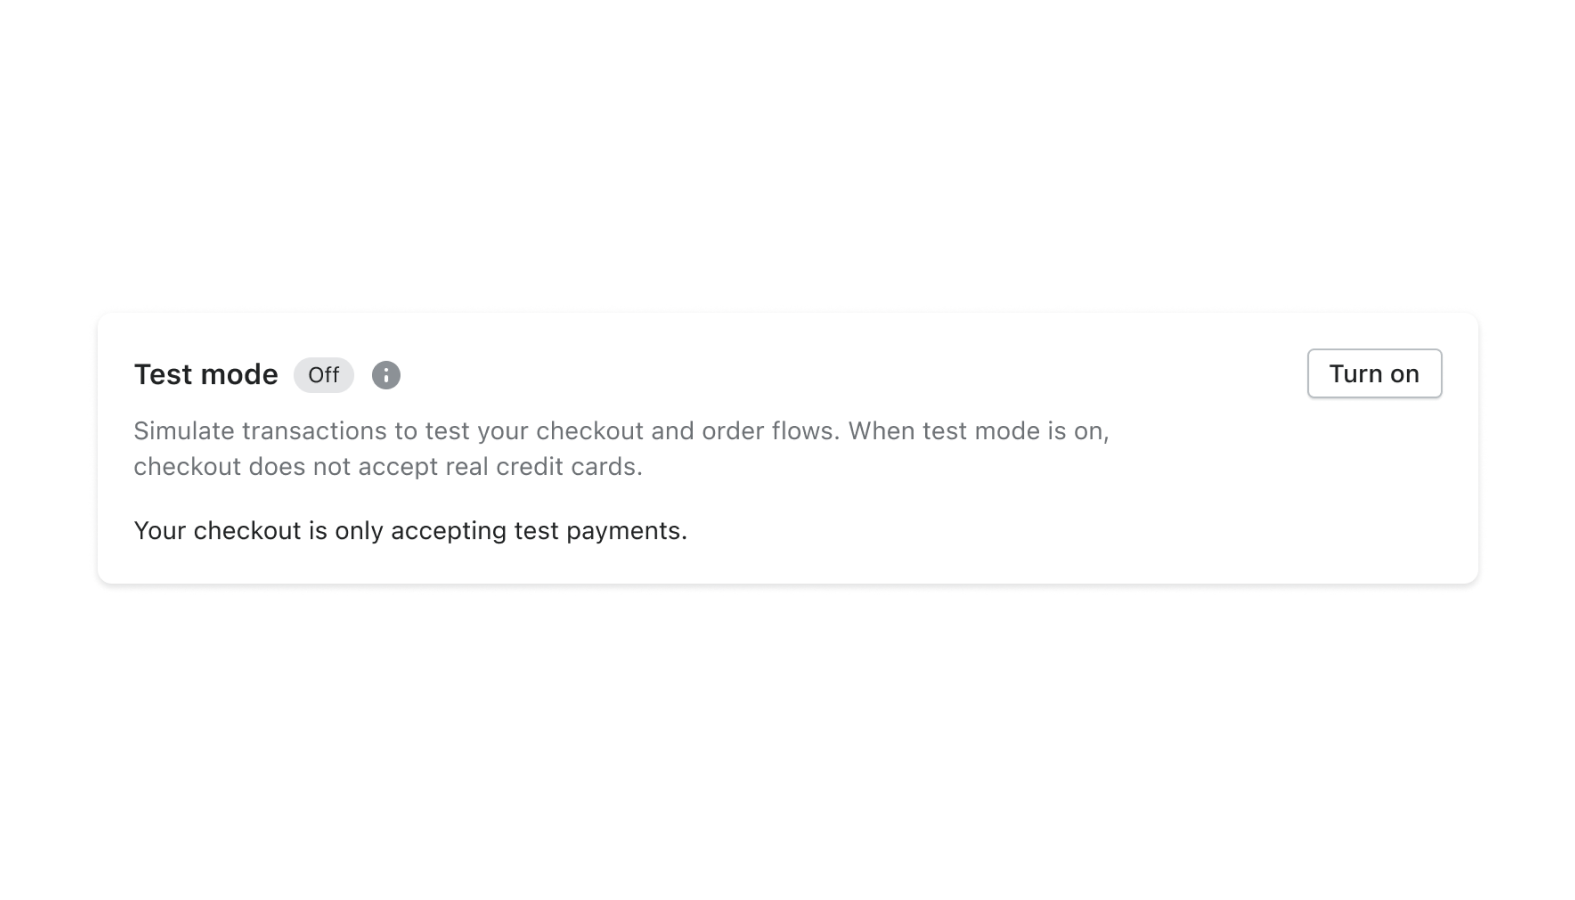 Test mode Off Turn on
Simulate transactions to test your checkout and order flows. When test mode is on,
checkout does not accept real credit cards.
Your checkout is only accepting test payments.